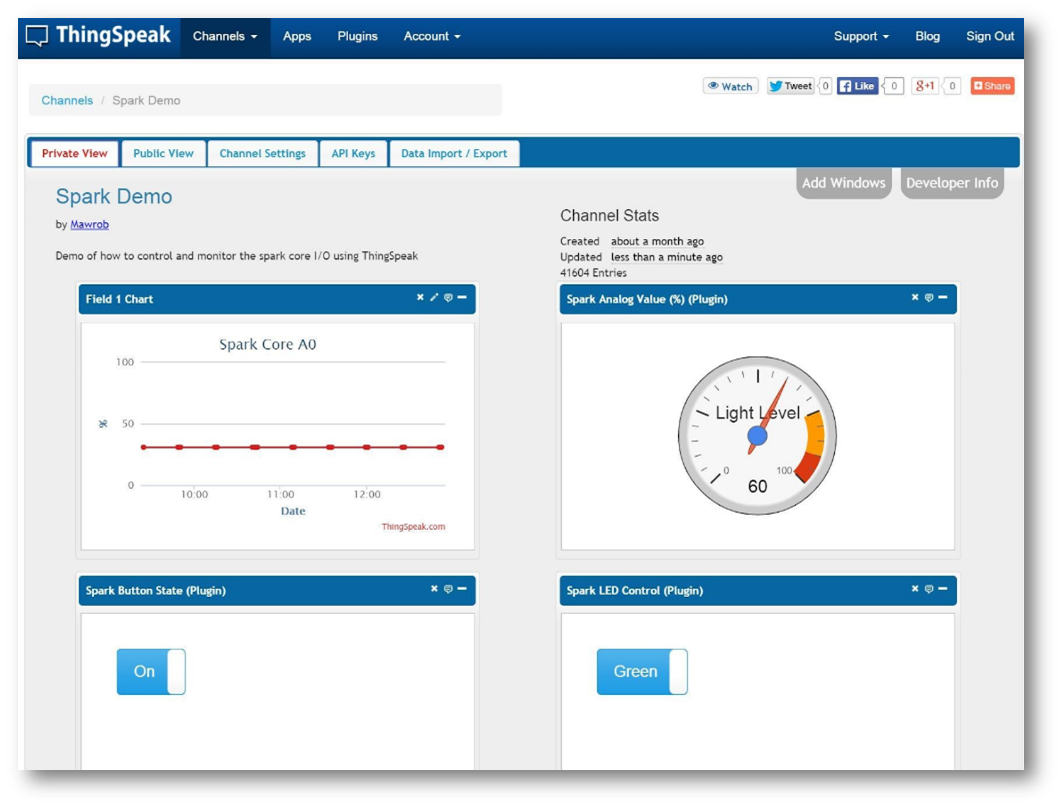 ThingSpeak Channels Apps Plugins Account Support Blog Sign Out
Channels / Spark Demo
Watch Tweet 0 Like 0 g+1 0 Share
Private View Public View Channel Settings API Keys Data Import / Export
Add Windows Developer Info
Spark Demo
by Mawrob
Demo of how to control and monitor the spark core I/O using ThingSpeak
Channel Stats
Created about a month ago
Updated less than a minute ago
41604 Entries
Field 1 Chart
Spark Core A0
100
%
50
0
10:00 11:00 12:00
Date
ThingSpeak.com
Spark Analog Value (%) (Plugin)
Light Level
0 100
60
Spark Button State (Plugin)
On
Spark LED Control (Plugin)
Green